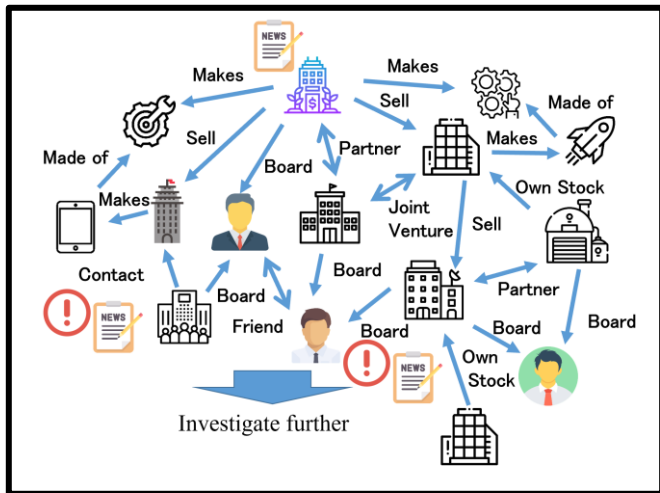 NEWS
Makes
Makes
Sell
Made of
Sell
Partner
Makes
Made of
Board
Own Stock
Makes
Joint
Venture
Sell
Contact
Board
Board
Partner
NEWS
Friend
Board
Board
Board
NEWS
Own
Stock
Investigate further